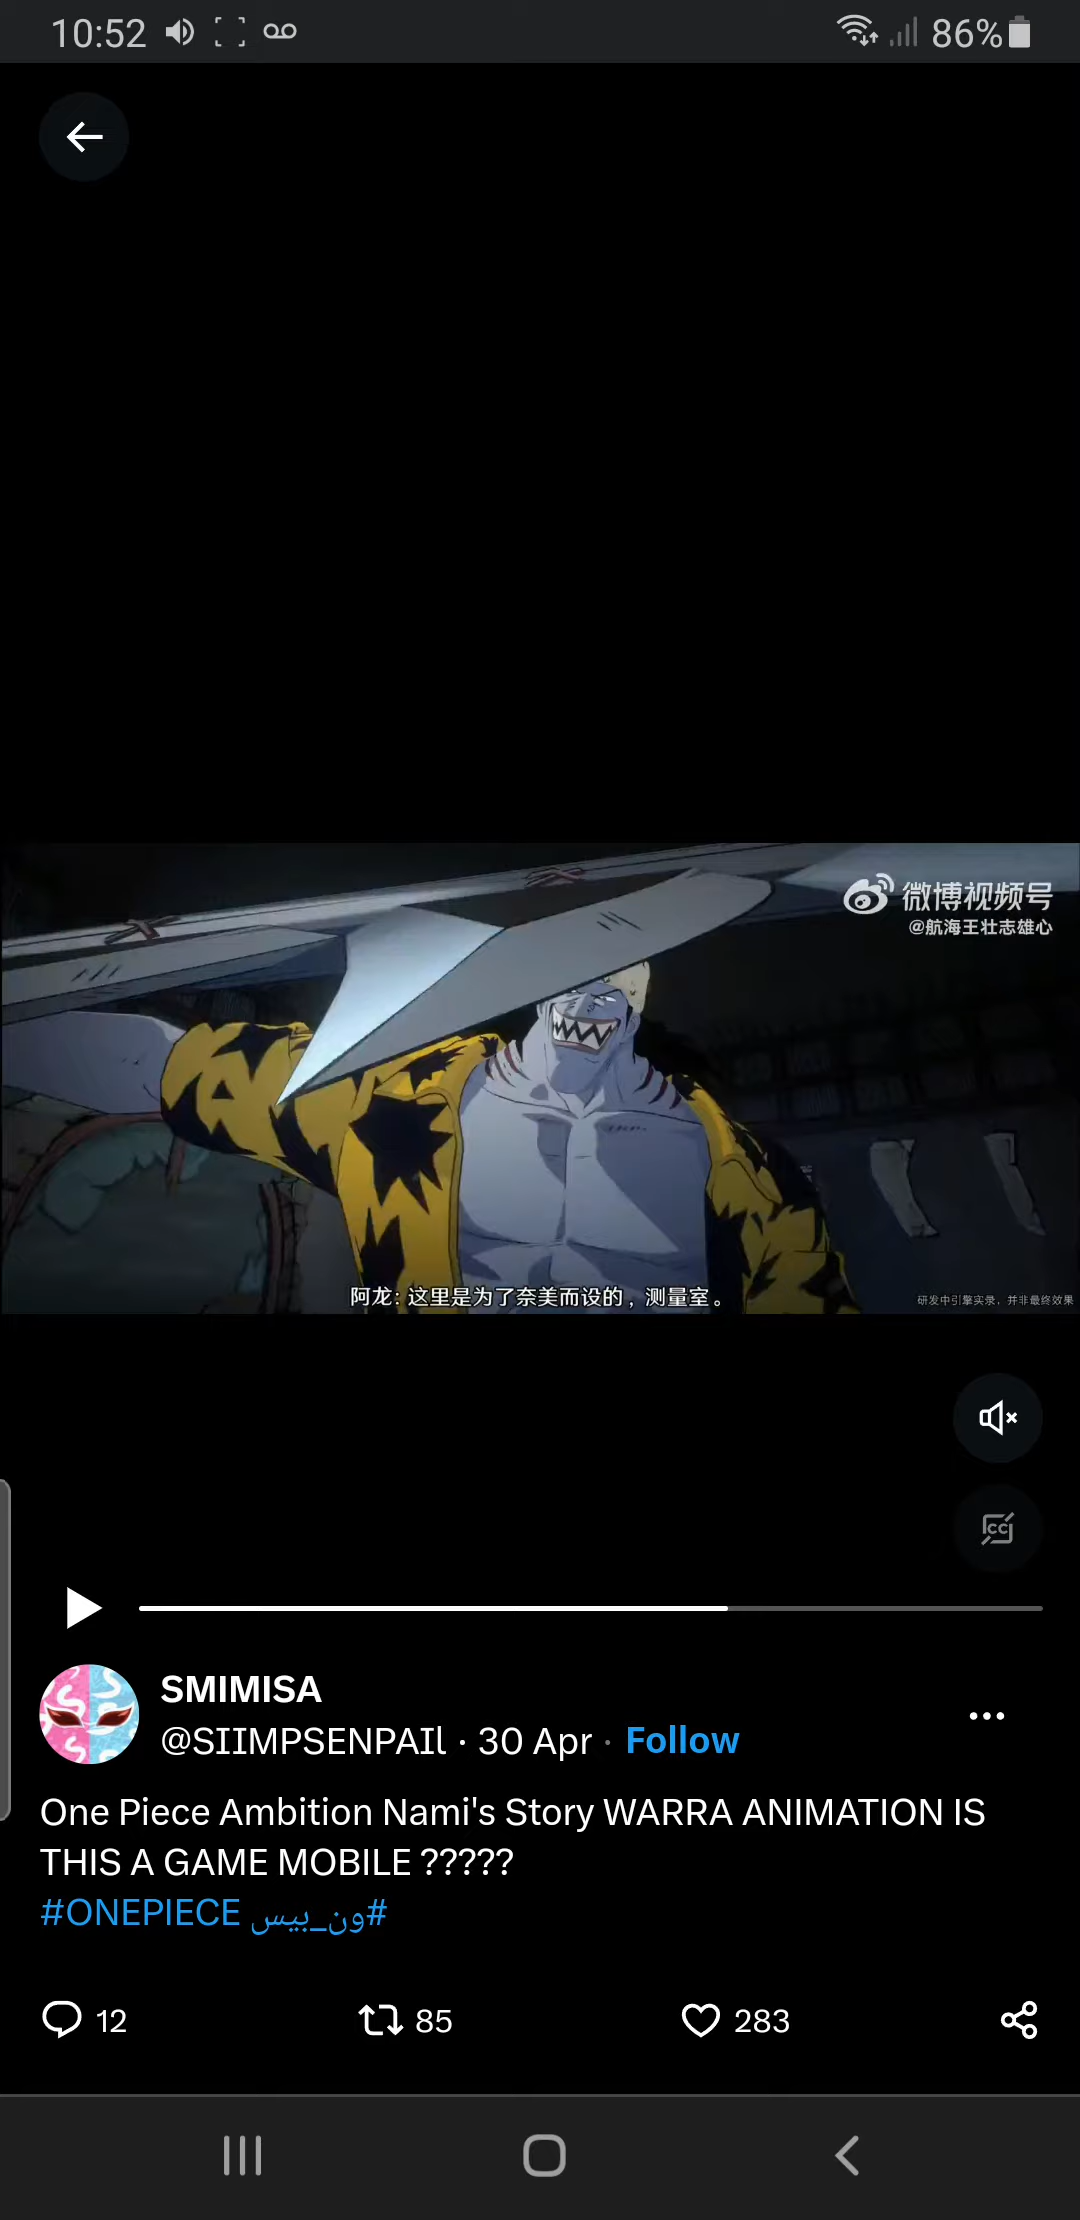 10:52
86%
微博视频号
@航海王壮志雄心
阿龙: 这里是为了奈美而设的，测量室。
研发中引擎实录，并非最终效果
CC
SMIMISA
@SIIMPSENPAIl · 30 Apr · Follow
One Piece Ambition Nami's Story WARRA ANIMATION IS
THIS A GAME MOBILE ?????
#ONEPIECE #ون_بيس
12
85
283